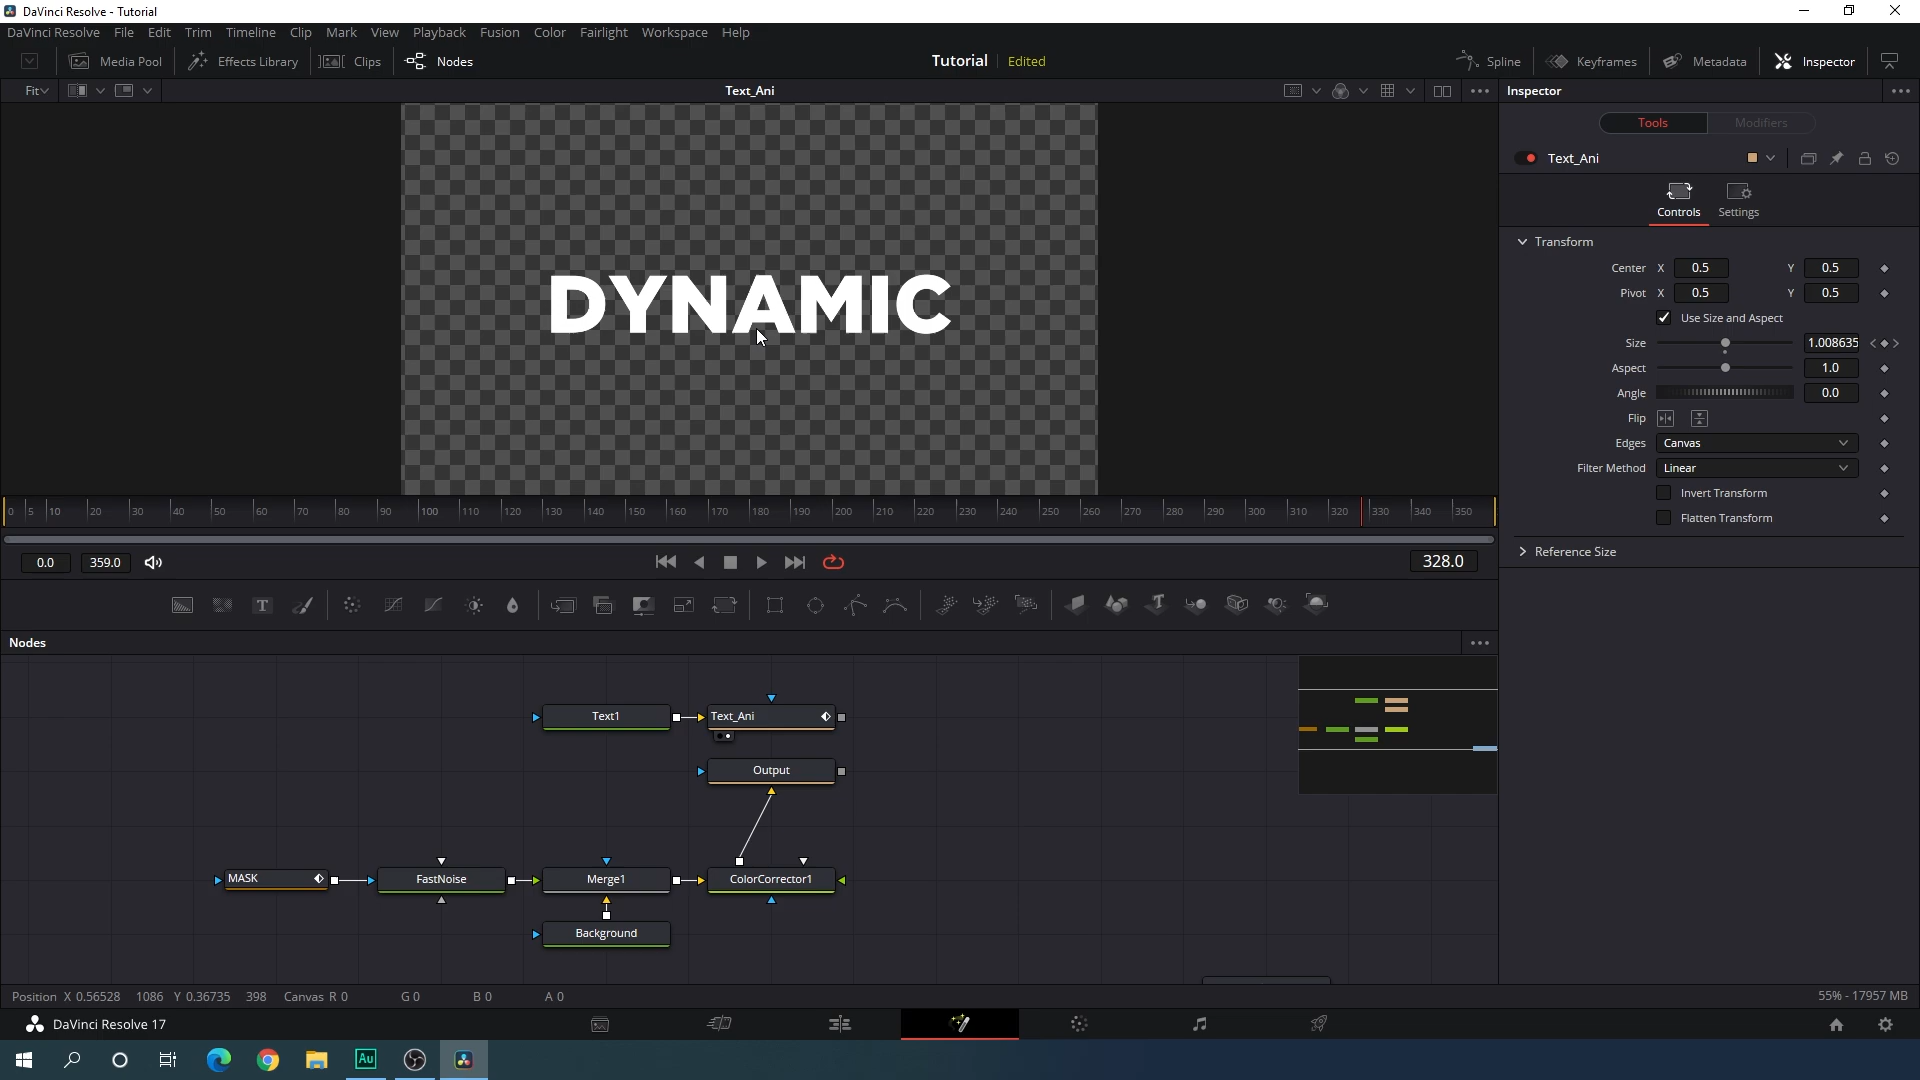 DaVinci Resolve - Tutorial
DaVinci Resolve File Edit Trim Timeline Clip Mark View Playback Fusion Color Fairlight Workspace Help
Media Pool Effects Library Clips Nodes Tutorial Edited Spline Keyframes Metadata Inspector
Fit Text_Ani Inspector
Tools Modifiers
Text_Ani
Controls Settings
Transform
Center X 0.5 Y 0.5
Pivot X 0.5 Y 0.5
Use Size and Aspect
Size 1.008635
Aspect 1.0
Angle 0.0
Flip
Edges Canvas
Filter Method Linear
Invert Transform
Flatten Transform
Reference Size
DYNAMIC
0 5 10 20 30 40 50 60 70 80 90 100 110 120 130 140 150 160 170 180 190 200 210 220 230 240 250 260 270 280 290 300 310 320 330 340 350
0.0 359.0 328.0
T T
Nodes
Text1 Text_Ani
Output
MASK FastNoise Merge1 ColorCorrector1
Background
Position X 0.56528 1086 Y 0.36735 398 Canvas R 0 G 0 B 0 A 0 55% - 17957 MB
DaVinci Resolve 17
Au